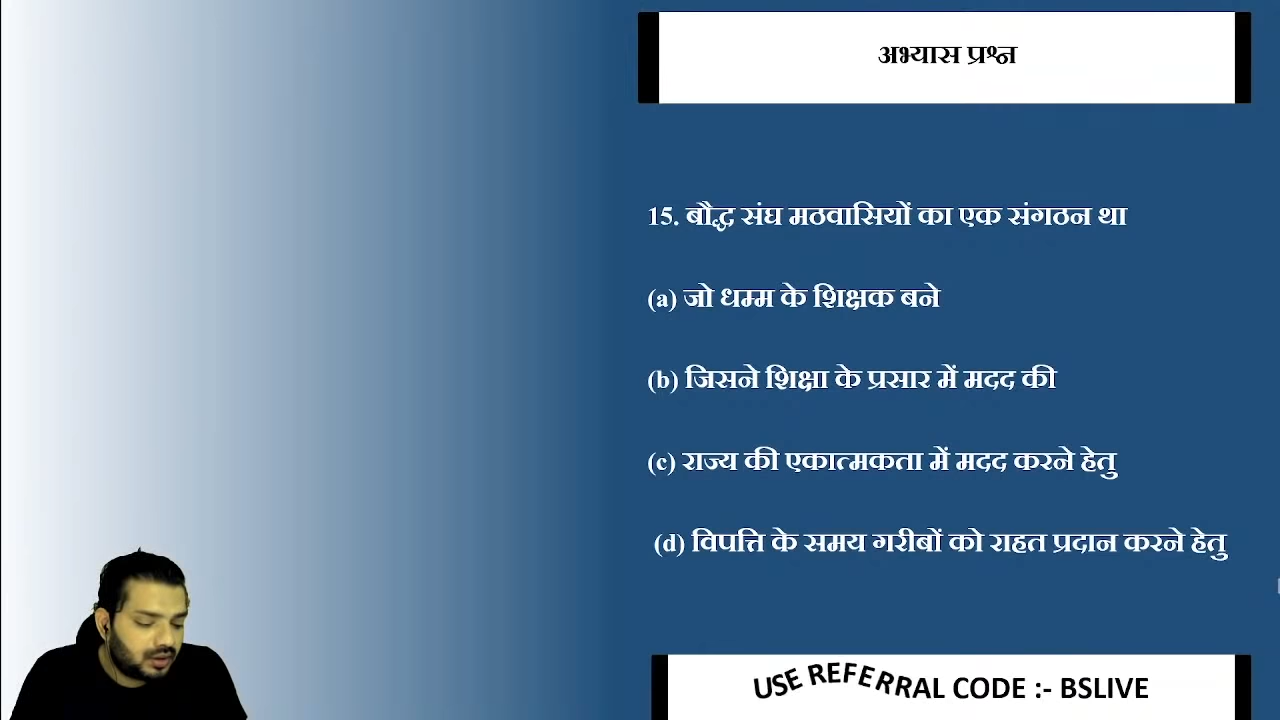 अभ्यास प्रश्न
15. बौद्ध संघ मठवासियों का एक संगठन था
(a) जो धम्म के शिक्षक बने
(b) जिसने शिक्षा के प्रसार में मदद की
(c) राज्य की एकात्मकता में मदद करने हेतु
(d) विपत्ति के समय गरीबों को राहत प्रदान करने हेतु
USE REFERRAL CODE :- BSLIVE